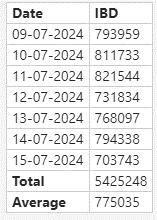 Date IBD
09-07-2024 793959
10-07-2024 811733
11-07-2024 821544
12-07-2024 731834
13-07-2024 768097
14-07-2024 794338
15-07-2024 703743
Total 5425248
Average 775035